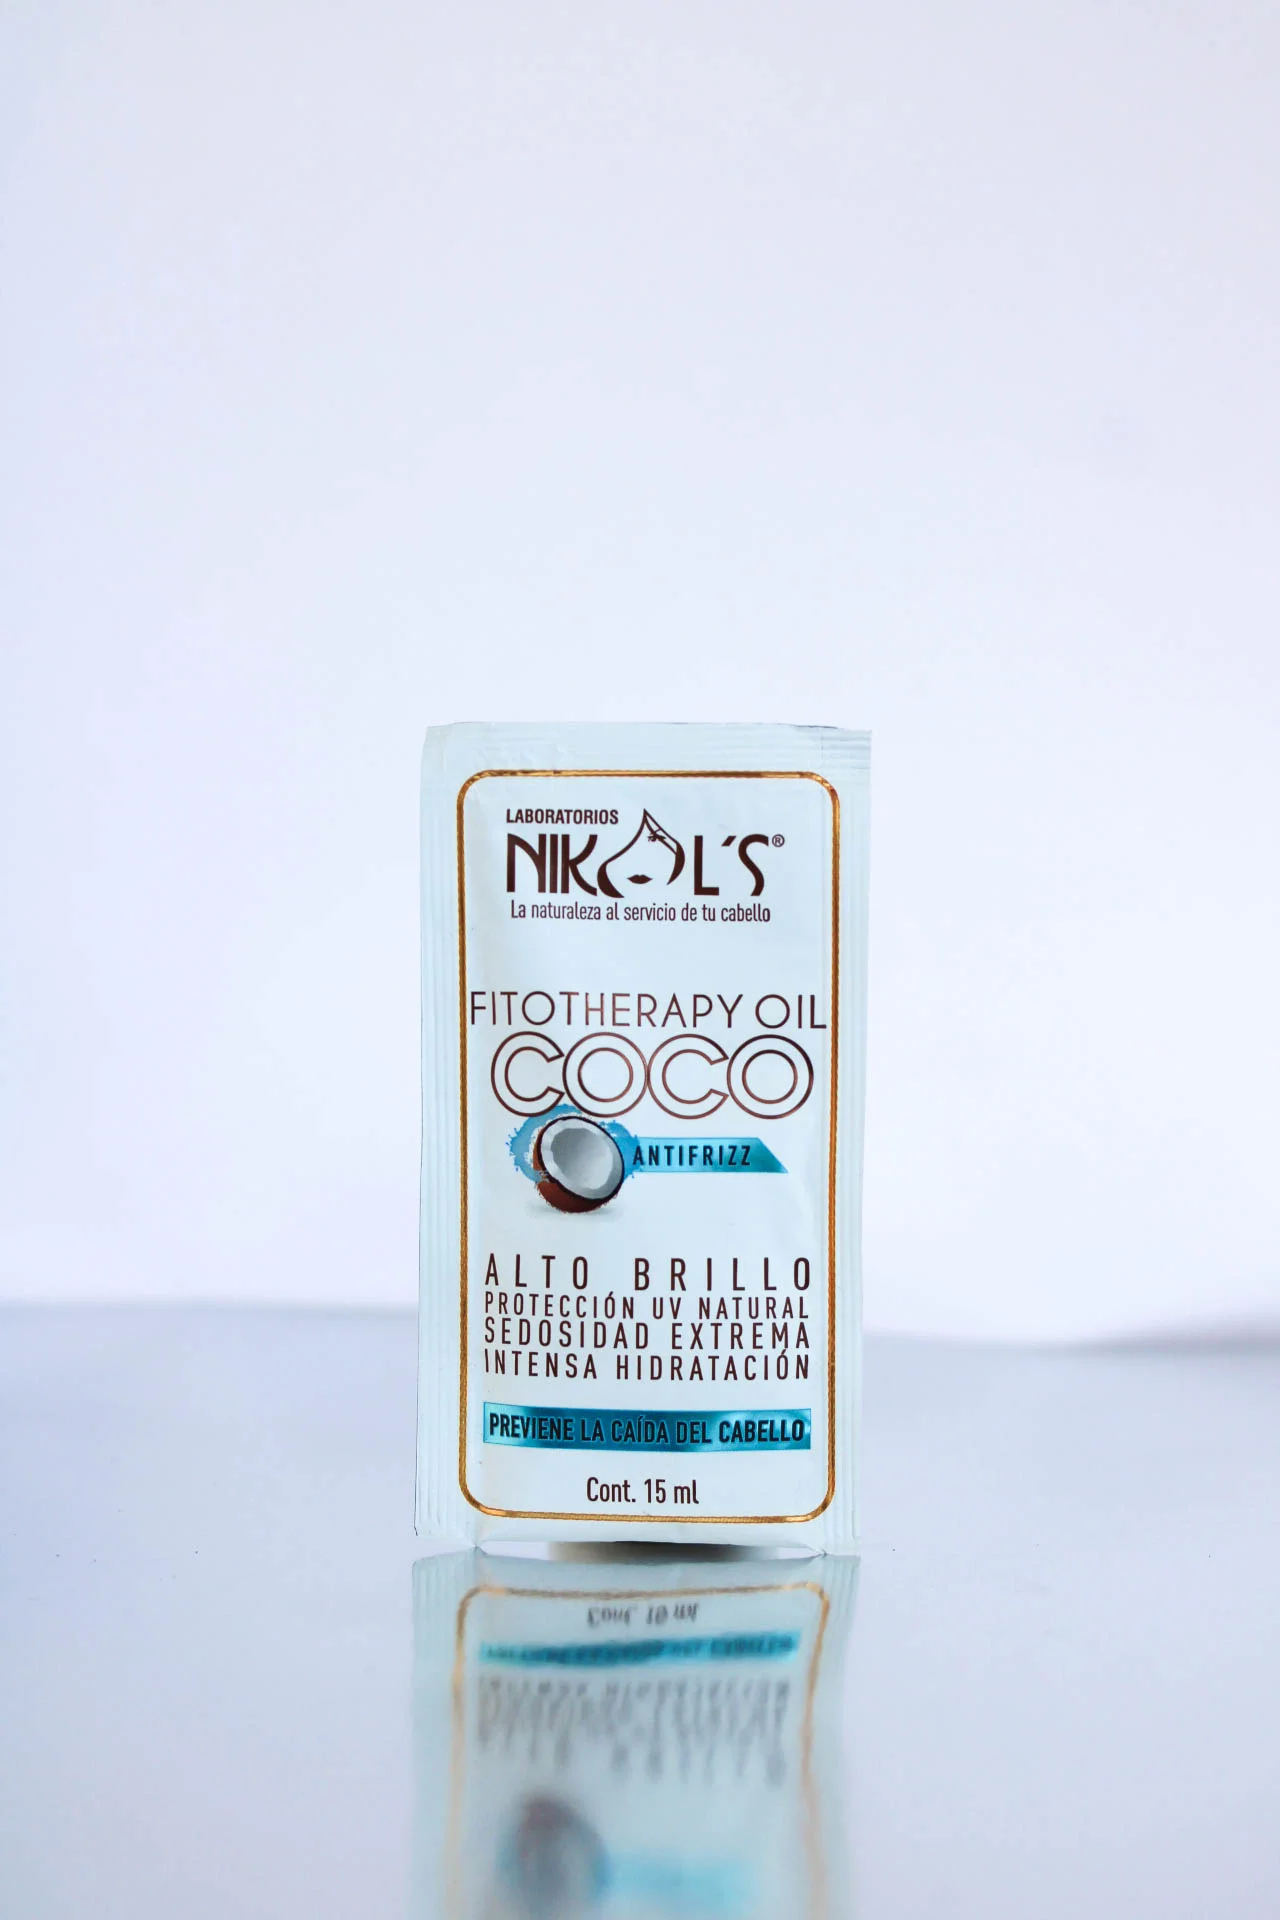 LABORATORIOS
NIKOL'S®
La naturaleza al servicio de tu cabello
FITOTHERAPY OIL
COCO
ANTIFRIZZ
ALTO BRILLO
PROTECCIÓN UV NATURAL
SEDOSIDAD EXTREMA
INTENSA HIDRATACIÓN
PREVIENE LA CAÍDA DEL CABELLO
Cont. 15 ml